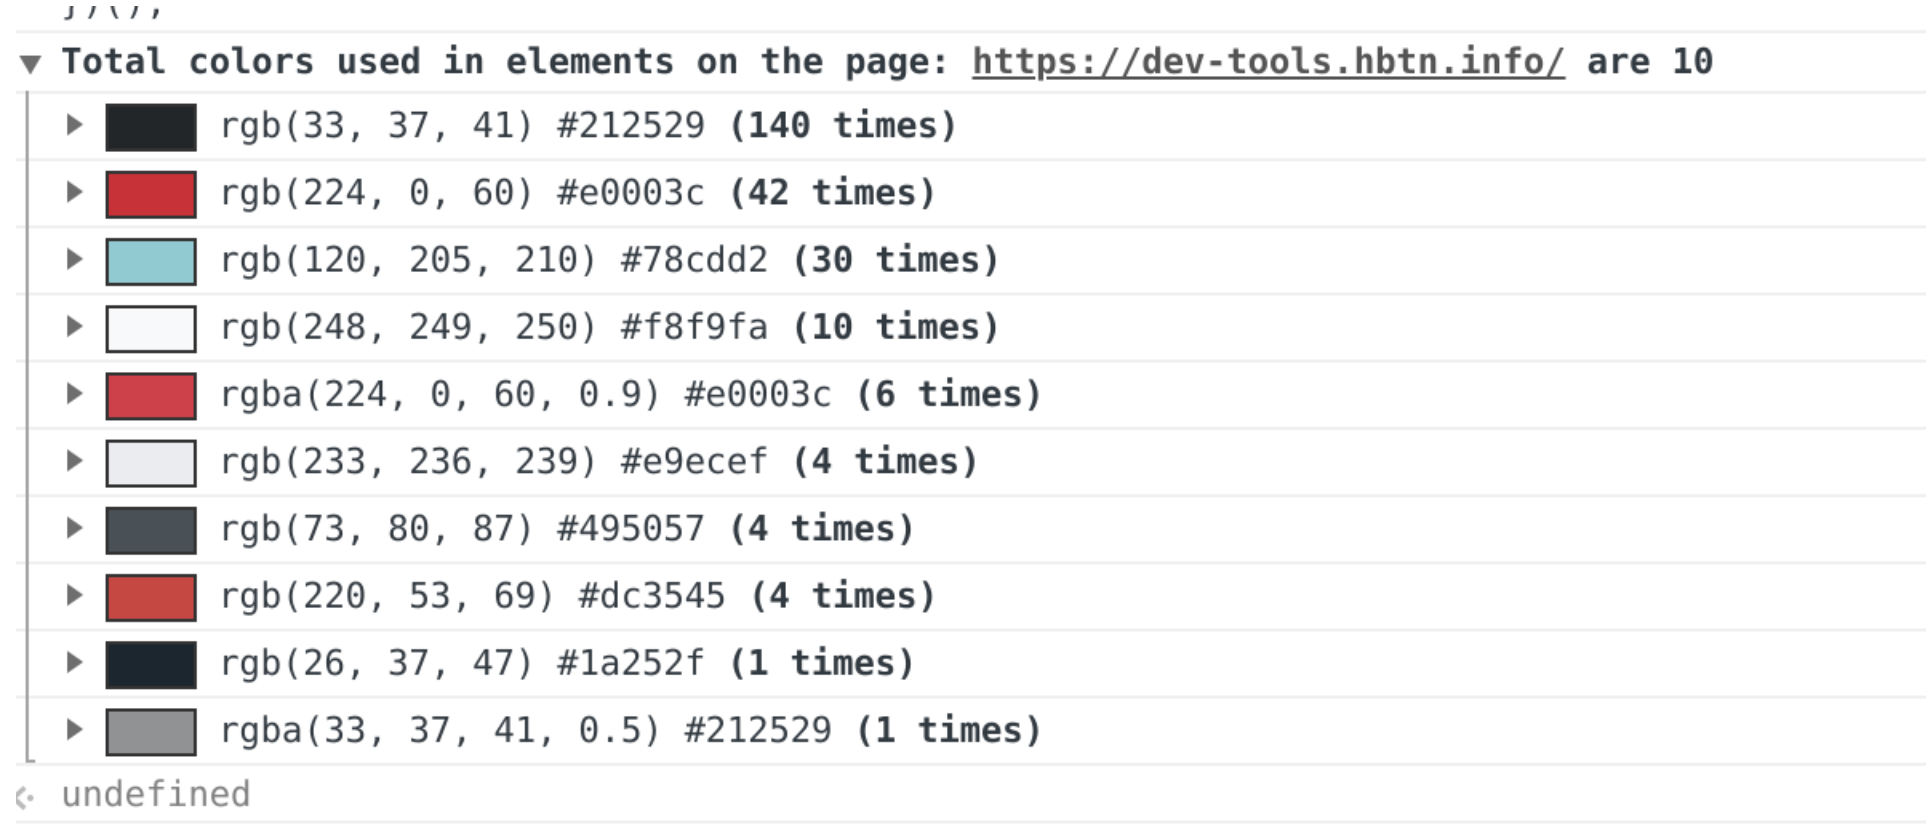 })();
Total colors used in elements on the page: https://dev-tools.hbtn.info/ are 10
rgb(33, 37, 41) #212529 (140 times)
rgb(224, 0, 60) #e0003c (42 times)
rgb(120, 205, 210) #78cdd2 (30 times)
rgb(248, 249, 250) #f8f9fa (10 times)
rgba(224, 0, 60, 0.9) #e0003c (6 times)
rgb(233, 236, 239) #e9ecef (4 times)
rgb(73, 80, 87) #495057 (4 times)
rgb(220, 53, 69) #dc3545 (4 times)
rgb(26, 37, 47) #1a252f (1 times)
rgba(33, 37, 41, 0.5) #212529 (1 times)
undefined